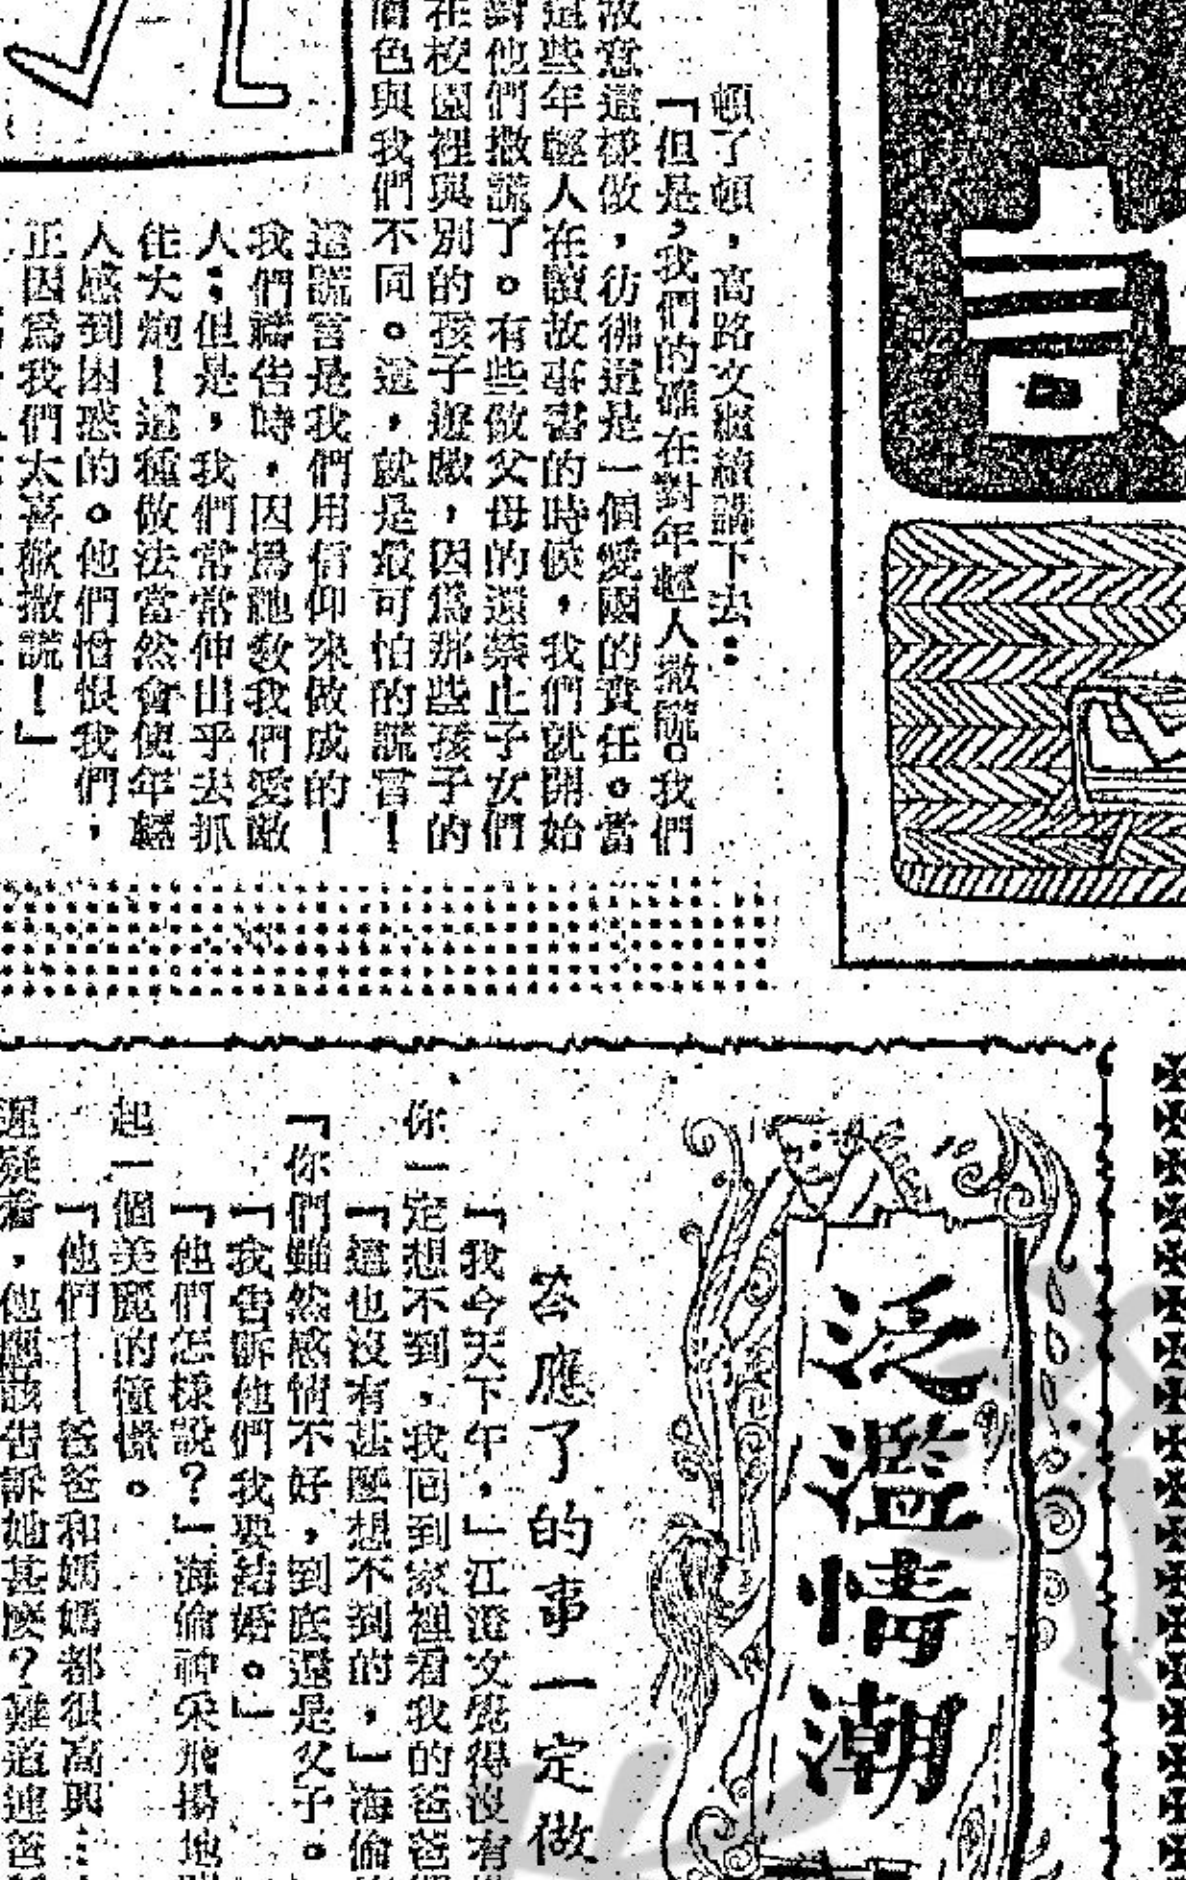 頓了頓，高路文繼續講下去：
「但是，我們的確在對年輕人撒謊。我們
故意這樣做，彷彿這是一個愛國的責任。當
這些年輕人在讀故事書的時候，我們就開始
對他們撒謊了。有些做父母的還禁止子女們
在校園裡與別的孩子遊戲，因為那些孩子的
膚色與我們不同。這，就是最可怕的謊言！
這謊言是我們用信仰來做成的！
我們禱告時，因爲祂教我們愛敵
人；但是，我們常常伸出乎去抓
住大炮！這種做法當然會使年輕
人感到困惑的。他們憎恨我們，
正因爲我們太喜歡撒謊！」
泛濫情潮
答應了的事一定做
「我今天下午，」江澄文覺得沒有
你一定想不到，我回到家裡看我的爸爸
「這也沒有甚麼想不到的，」海倫
「你們雖然感情不好，到底還是父子。
「我告訴他們我要結婚。」
「他們怎樣說？」海倫神采飛揚地
起一個美麗的憧憬。
「他們——爸爸和媽媽都很高興…
遲疑着，他應該告訴她甚麼？難道連爸